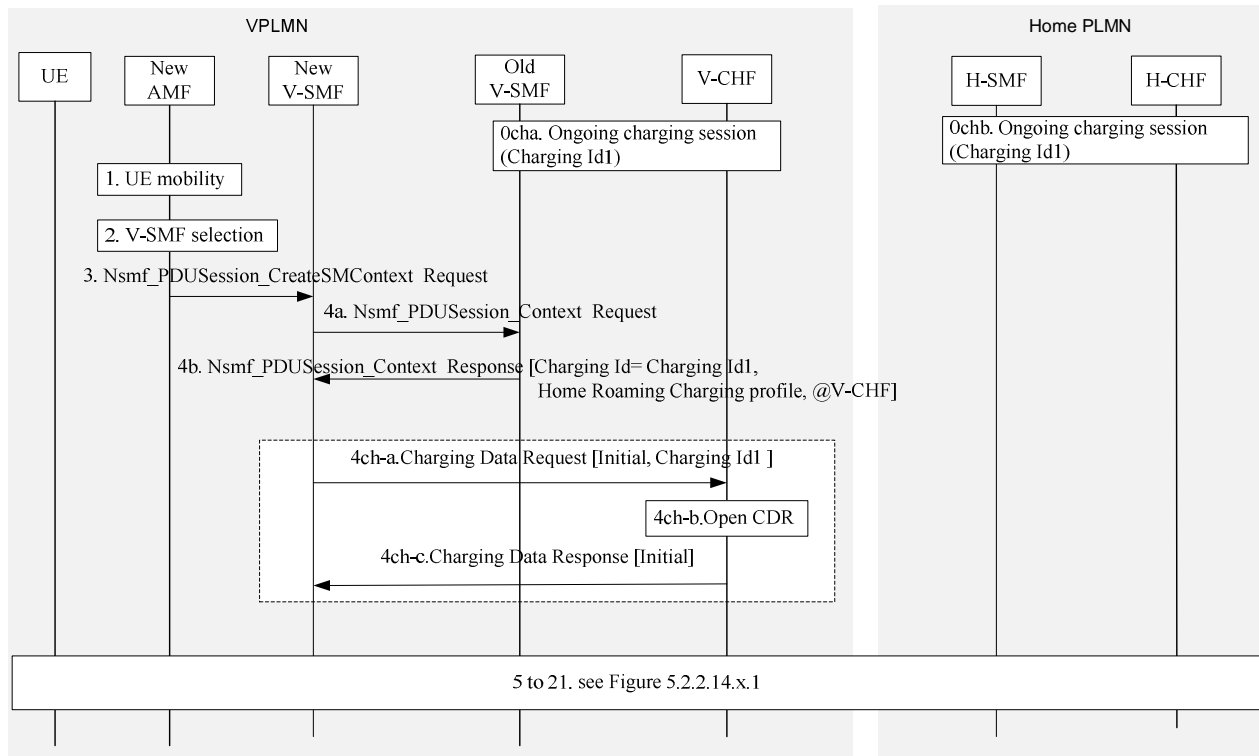 VPLMN
Home PLMN
UE
New
AMF
New
V-SMF
Old
V-SMF
V-CHF
H-SMF
H-CHF
0cha. Ongoing charging session
(Charging Id1)
0chb. Ongoing charging session
(Charging Id1)
1. UE mobility
2. V-SMF selection
3. Nsmf_PDUSession_CreateSMContext Request
4a. Nsmf_PDUSession_Context Request
4b. Nsmf_PDUSession_Context Response [Charging Id= Charging Id1,
Home Roaming Charging profile, @V-CHF]
4ch-a.Charging Data Request [Initial, Charging Id1 ]
4ch-b.Open CDR
4ch-c.Charging Data Response [Initial]
5 to 21. see Figure 5.2.2.14.x.1